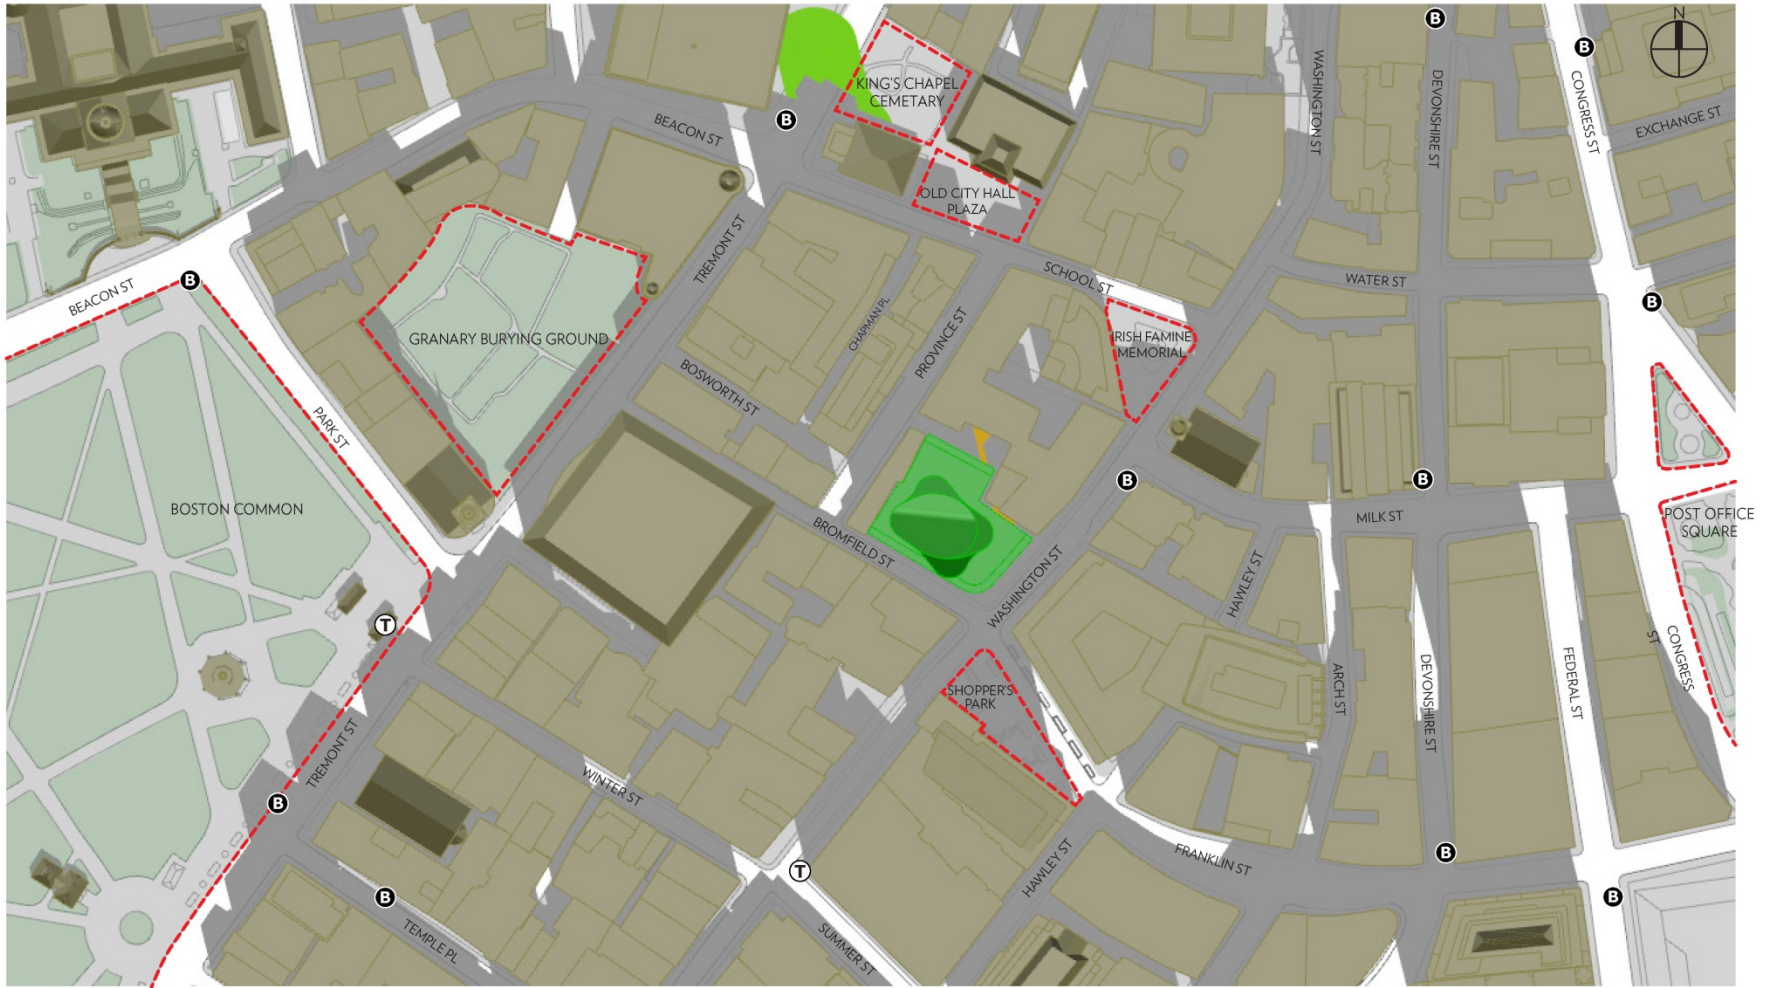 N
B
B
KING'S CHAPEL
CEMETARY
WASHINGTON ST
DEVONSHIRE ST
CONGRESS ST
EXCHANGE ST
BEACON ST
B
OLD CITY HALL
PLAZA
TREMONT ST
SCHOOL ST
WATER ST
B
BEACON ST
B
GRANARY BURYING GROUND
CHAPMAN PL
PROVINCE ST
IRISH FAMINE
MEMORIAL
BOSWORTH ST
PARK ST
BOSTON COMMON
BROMFIELD ST
B
B
MILK ST
POST OFFICE
SQUARE
WASHINGTON ST
HAWLEY ST
T
SHOPPER'S
PARK
ARCH ST
DEVONSHIRE ST
FEDERAL ST
CONGRESS
ST
TREMONT ST
B
WINTER ST
T
HAWLEY ST
FRANKLIN ST
B
B
B
TEMPLE PL
SUMMER ST